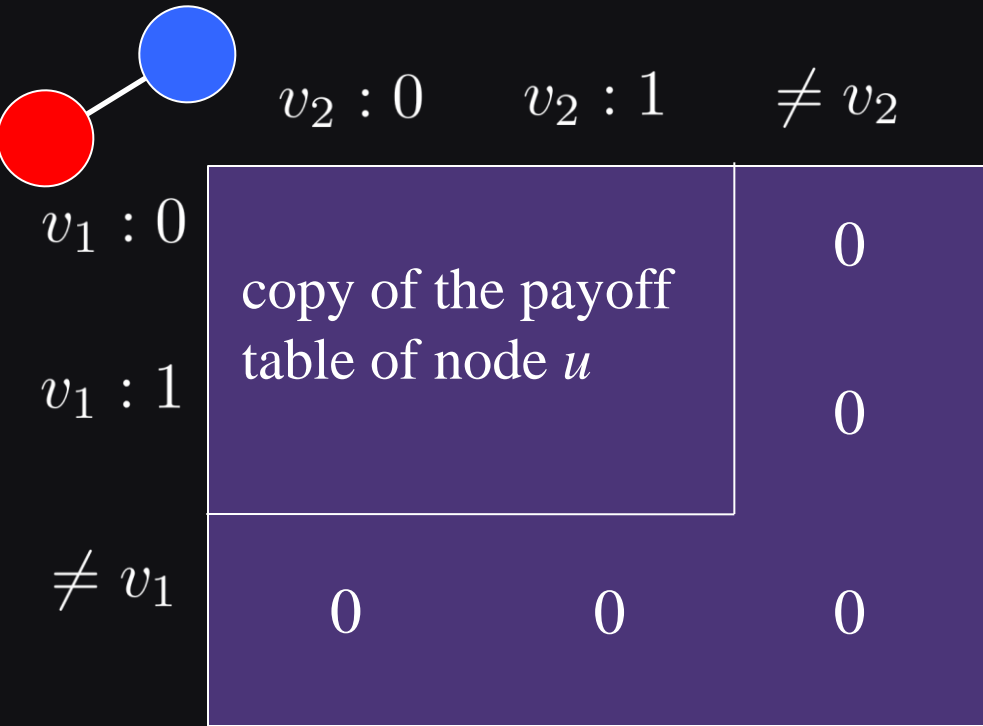 v₂ : 0 v₂ : 1 ≠ v₂
v₁ : 0 0
copy of the payoff
table of node u
v₁ : 1 0
≠ v₁ 0 0 0